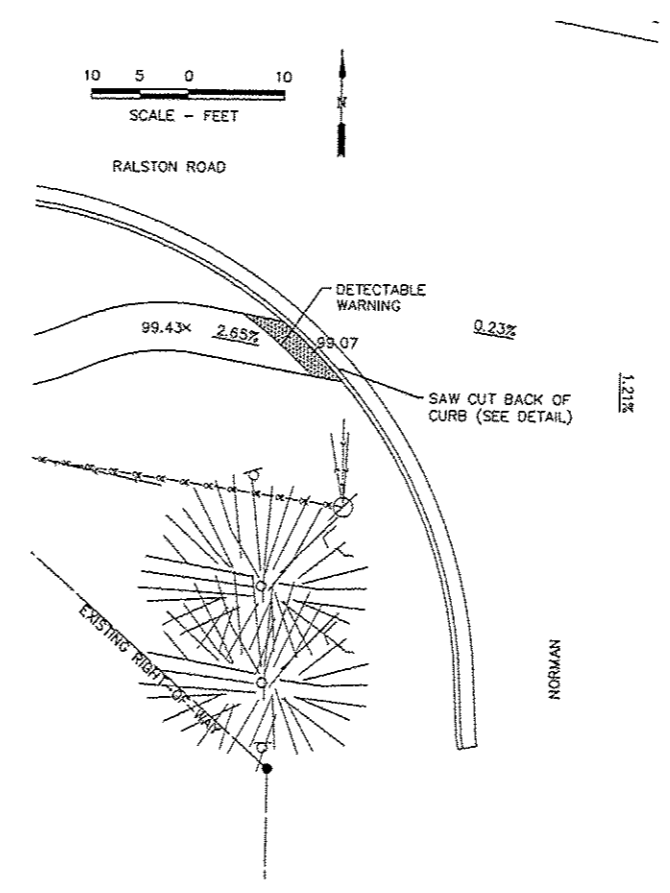 10 5 0 10
SCALE - FEET
N
RALSTON ROAD
DETECTABLE
WARNING
99.43x 2.65% 99.07
0.23%
1.21%
SAW CUT BACK OF
CURB (SEE DETAIL)
EXISTING RIGHT-OF-WAY
NORMAN